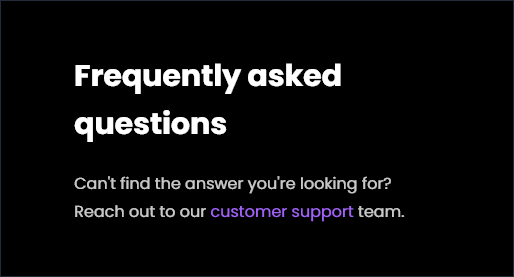 Frequently asked
questions
Can't find the answer you're looking for?
Reach out to our customer support team.